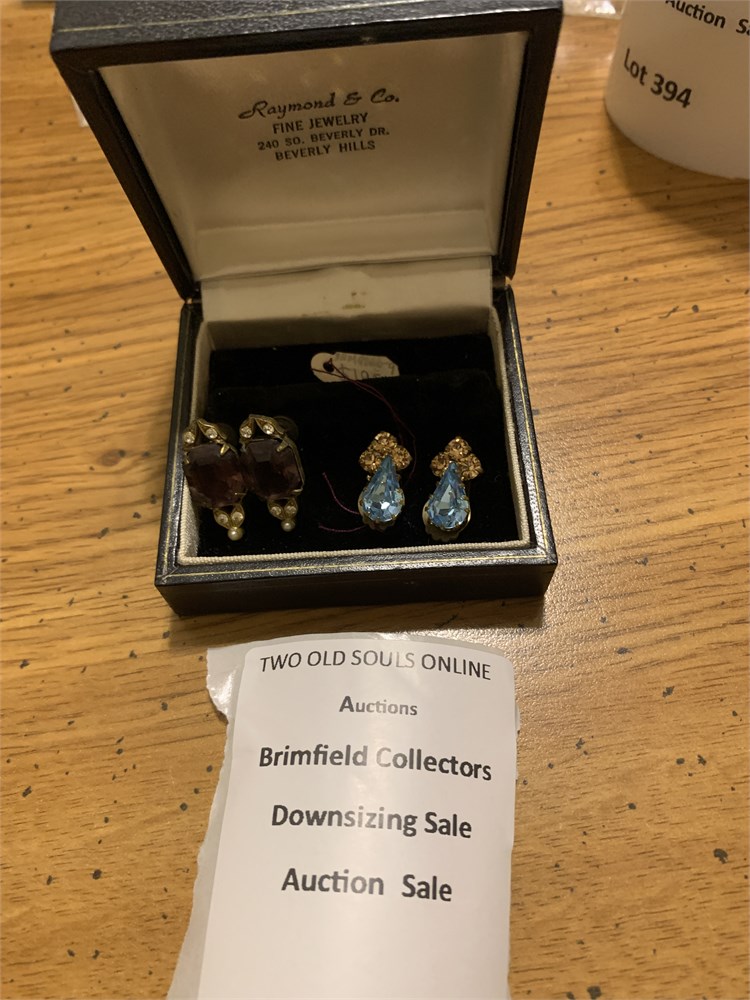 Auction
Lot 394
Raymond & Co.
FINE JEWELRY
240 SO. BEVERLY DR.
BEVERLY HILLS
TWO OLD SOULS ONLINE
Auctions
Brimfield Collectors
Downsizing Sale
Auction Sale